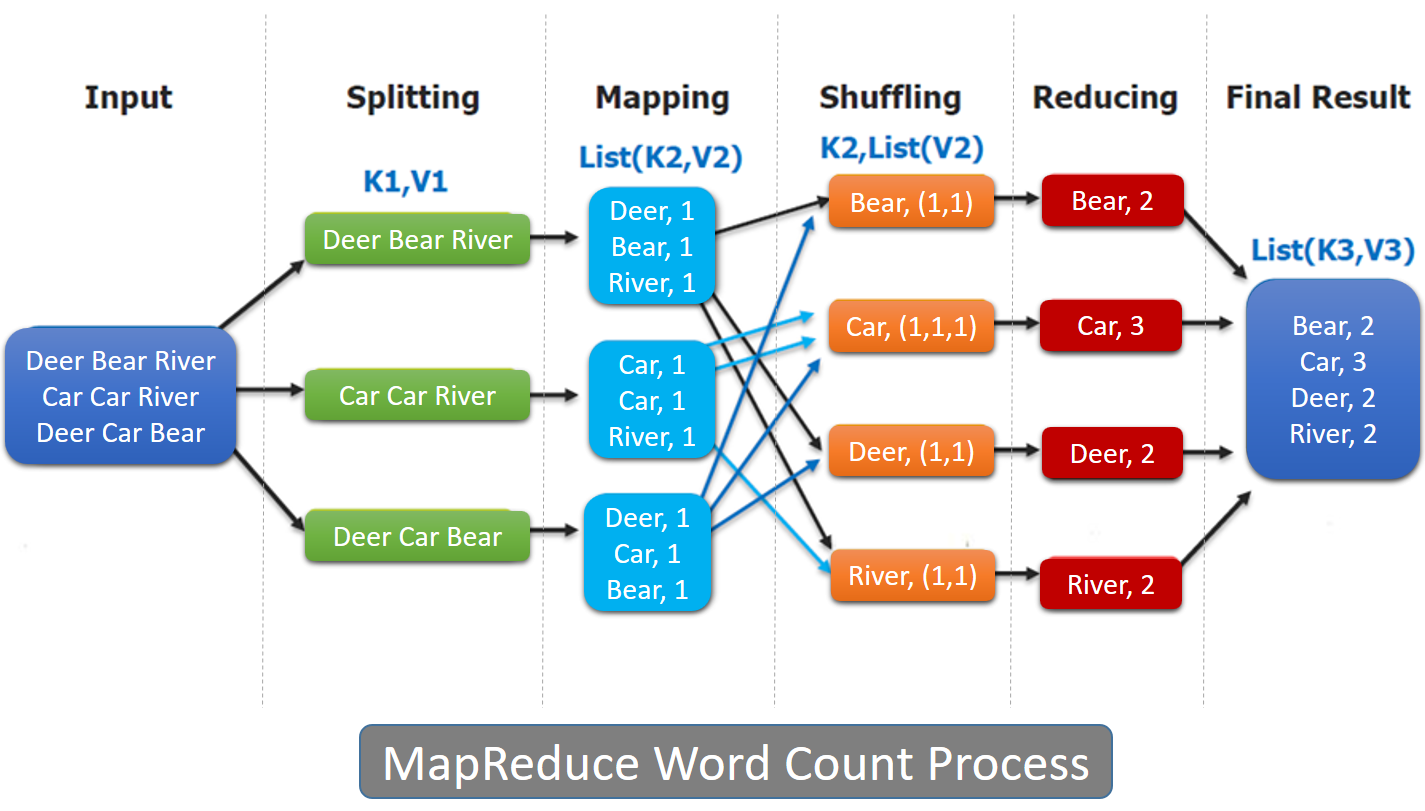 Input
Splitting
Mapping
Shuffling
Reducing
Final Result
K1,V1
List(K2,V2)
K2,List(V2)
List(K3,V3)
Deer Bear River
Car Car River
Deer Car Bear
Deer Bear River
Car Car River
Deer Car Bear
Deer, 1
Bear, 1
River, 1
Car, 1
Car, 1
River, 1
Deer, 1
Car, 1
Bear, 1
Bear, (1,1)
Car, (1,1,1)
Deer, (1,1)
River, (1,1)
Bear, 2
Car, 3
Deer, 2
River, 2
Bear, 2
Car, 3
Deer, 2
River, 2
MapReduce Word Count Process